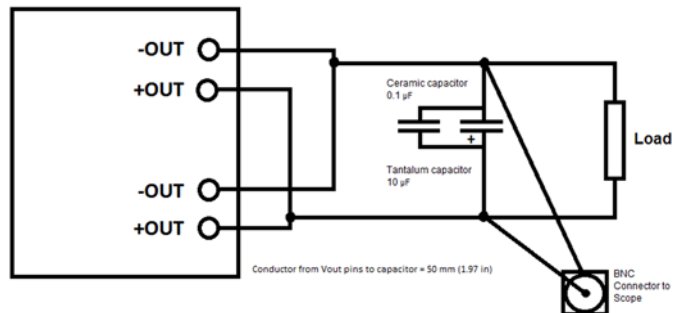 -OUT
+OUT
-OUT
+OUT
Ceramic capacitor
0.1 µF
+
Tantalum capacitor
10 µF
Load
Conductor from Vout pins to capacitor = 50 mm (1.97 in)
BNC
Connector to
Scope